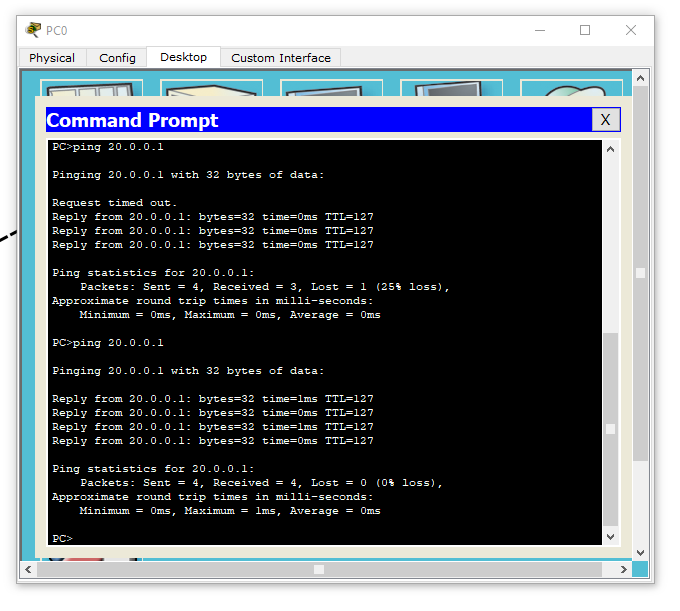 PC0
Physical Config Desktop Custom Interface
Command Prompt X
PC>ping 20.0.0.1
Pinging 20.0.0.1 with 32 bytes of data:
Request timed out.
Reply from 20.0.0.1: bytes=32 time=0ms TTL=127
Reply from 20.0.0.1: bytes=32 time=0ms TTL=127
Reply from 20.0.0.1: bytes=32 time=0ms TTL=127
Ping statistics for 20.0.0.1:
Packets: Sent = 4, Received = 3, Lost = 1 (25% loss),
Approximate round trip times in milli-seconds:
Minimum = 0ms, Maximum = 0ms, Average = 0ms
PC>ping 20.0.0.1
Pinging 20.0.0.1 with 32 bytes of data:
Reply from 20.0.0.1: bytes=32 time=1ms TTL=127
Reply from 20.0.0.1: bytes=32 time=0ms TTL=127
Reply from 20.0.0.1: bytes=32 time=1ms TTL=127
Reply from 20.0.0.1: bytes=32 time=0ms TTL=127
Ping statistics for 20.0.0.1:
Packets: Sent = 4, Received = 4, Lost = 0 (0% loss),
Approximate round trip times in milli-seconds:
Minimum = 0ms, Maximum = 1ms, Average = 0ms
PC>